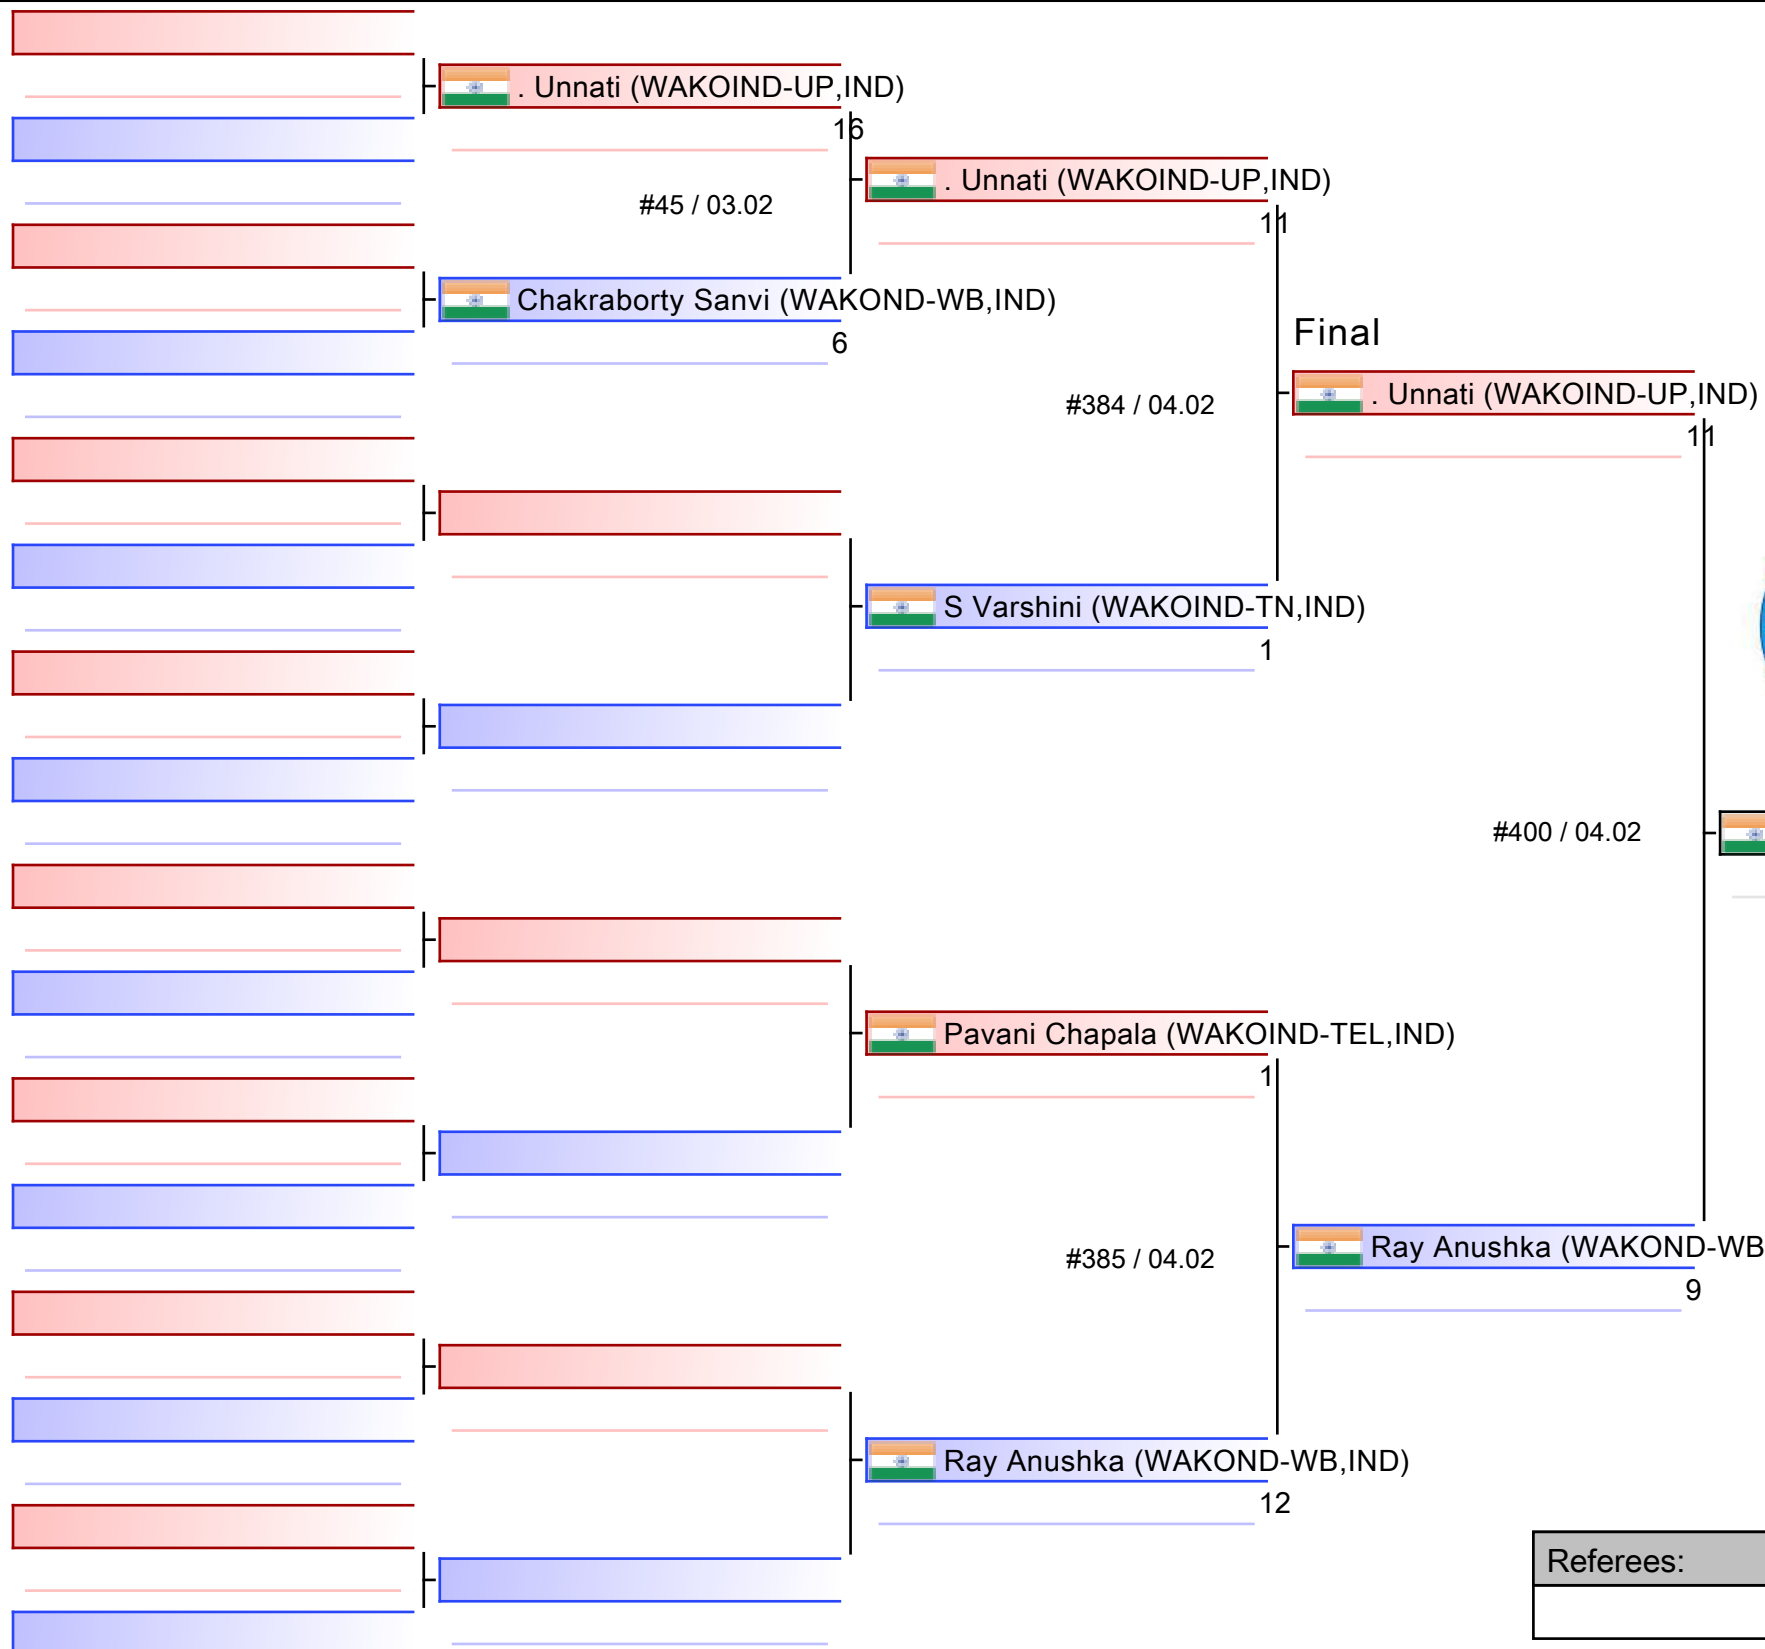 . Unnati (WAKOIND-UP,IND)
16
. Unnati (WAKOIND-UP,IND)
#45 / 03.02
11
Chakraborty Sanvi (WAKOND-WB,IND)
Final
6
. Unnati (WAKOIND-UP,IND)
#384 / 04.02
11
S Varshini (WAKOIND-TN,IND)
1
#400 / 04.02
Pavani Chapala (WAKOIND-TEL,IND)
1
Ray Anushka (WAKOND-WB
#385 / 04.02
9
Ray Anushka (WAKOND-WB,IND)
12
Referees: